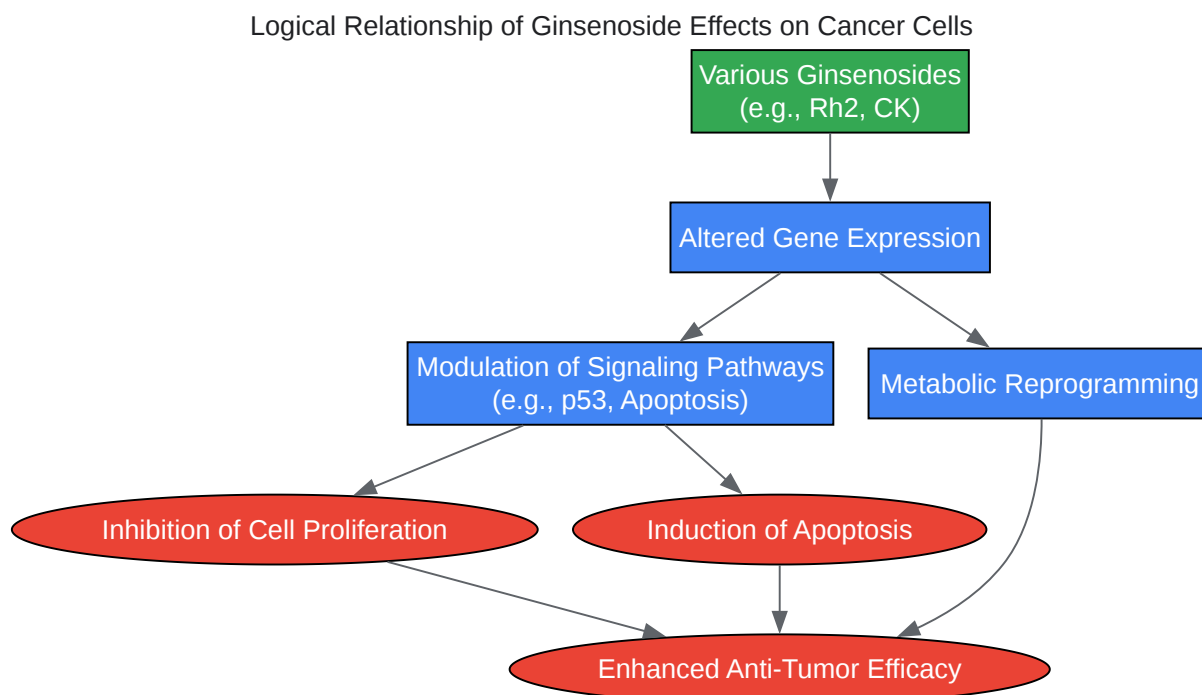 Logical Relationship of Ginsenoside Effects on Cancer Cells
Various Ginsenosides
(e.g., Rh2, CK)
Altered Gene Expression
Modulation of Signaling Pathways
(e.g., p53, Apoptosis)
Metabolic Reprogramming
Inhibition of Cell Proliferation
Induction of Apoptosis
Enhanced Anti-Tumor Efficacy